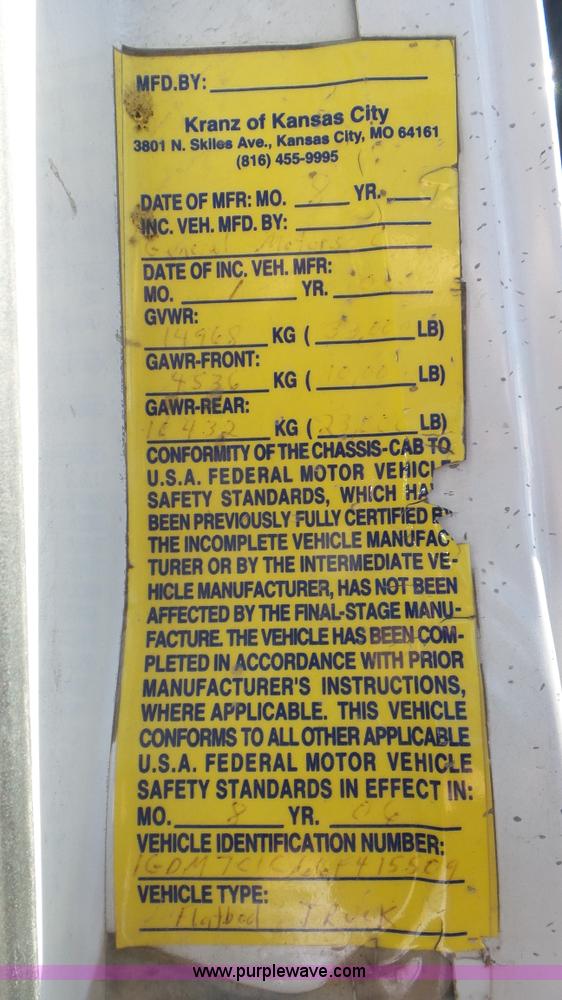 MFD.BY:
Kranz of Kansas City
3801 N. Skiles Ave., Kansas City, MO 64161
(816) 455-9995
DATE OF MFR: MO. 8 YR.
INC. VEH. MFD. BY:
General Motors
DATE OF INC. VEH. MFR:
MO. 1 YR.
GVWR:
14968 KG ( 33,000 LB)
GAWR-FRONT:
4536 KG ( 10,00 LB)
GAWR-REAR:
10432 KG ( LB)
CONFORMITY OF THE CHASSIS-CAB TO
U.S.A. FEDERAL MOTOR VEHICL
SAFETY STANDARDS, WHICH HA
BEEN PREVIOUSLY FULLY CERTIFIED B
THE INCOMPLETE VEHICLE MANUFAC
TURER OR BY THE INTERMEDIATE VE-
HICLE MANUFACTURER, HAS NOT BEEN
AFFECTED BY THE FINAL-STAGE MANU-
FACTURE. THE VEHICLE HAS BEEN COM-
PLETED IN ACCORDANCE WITH PRIOR
MANUFACTURER'S INSTRUCTIONS,
WHERE APPLICABLE. THIS VEHICLE
CONFORMS TO ALL OTHER APPLICABLE
U.S.A. FEDERAL MOTOR VEHICLE
SAFETY STANDARDS IN EFFECT IN:
MO. 8 YR. 06
VEHICLE IDENTIFICATION NUMBER:
VEHICLE TYPE:
Flatbed TRUCK
www.purplewave.com